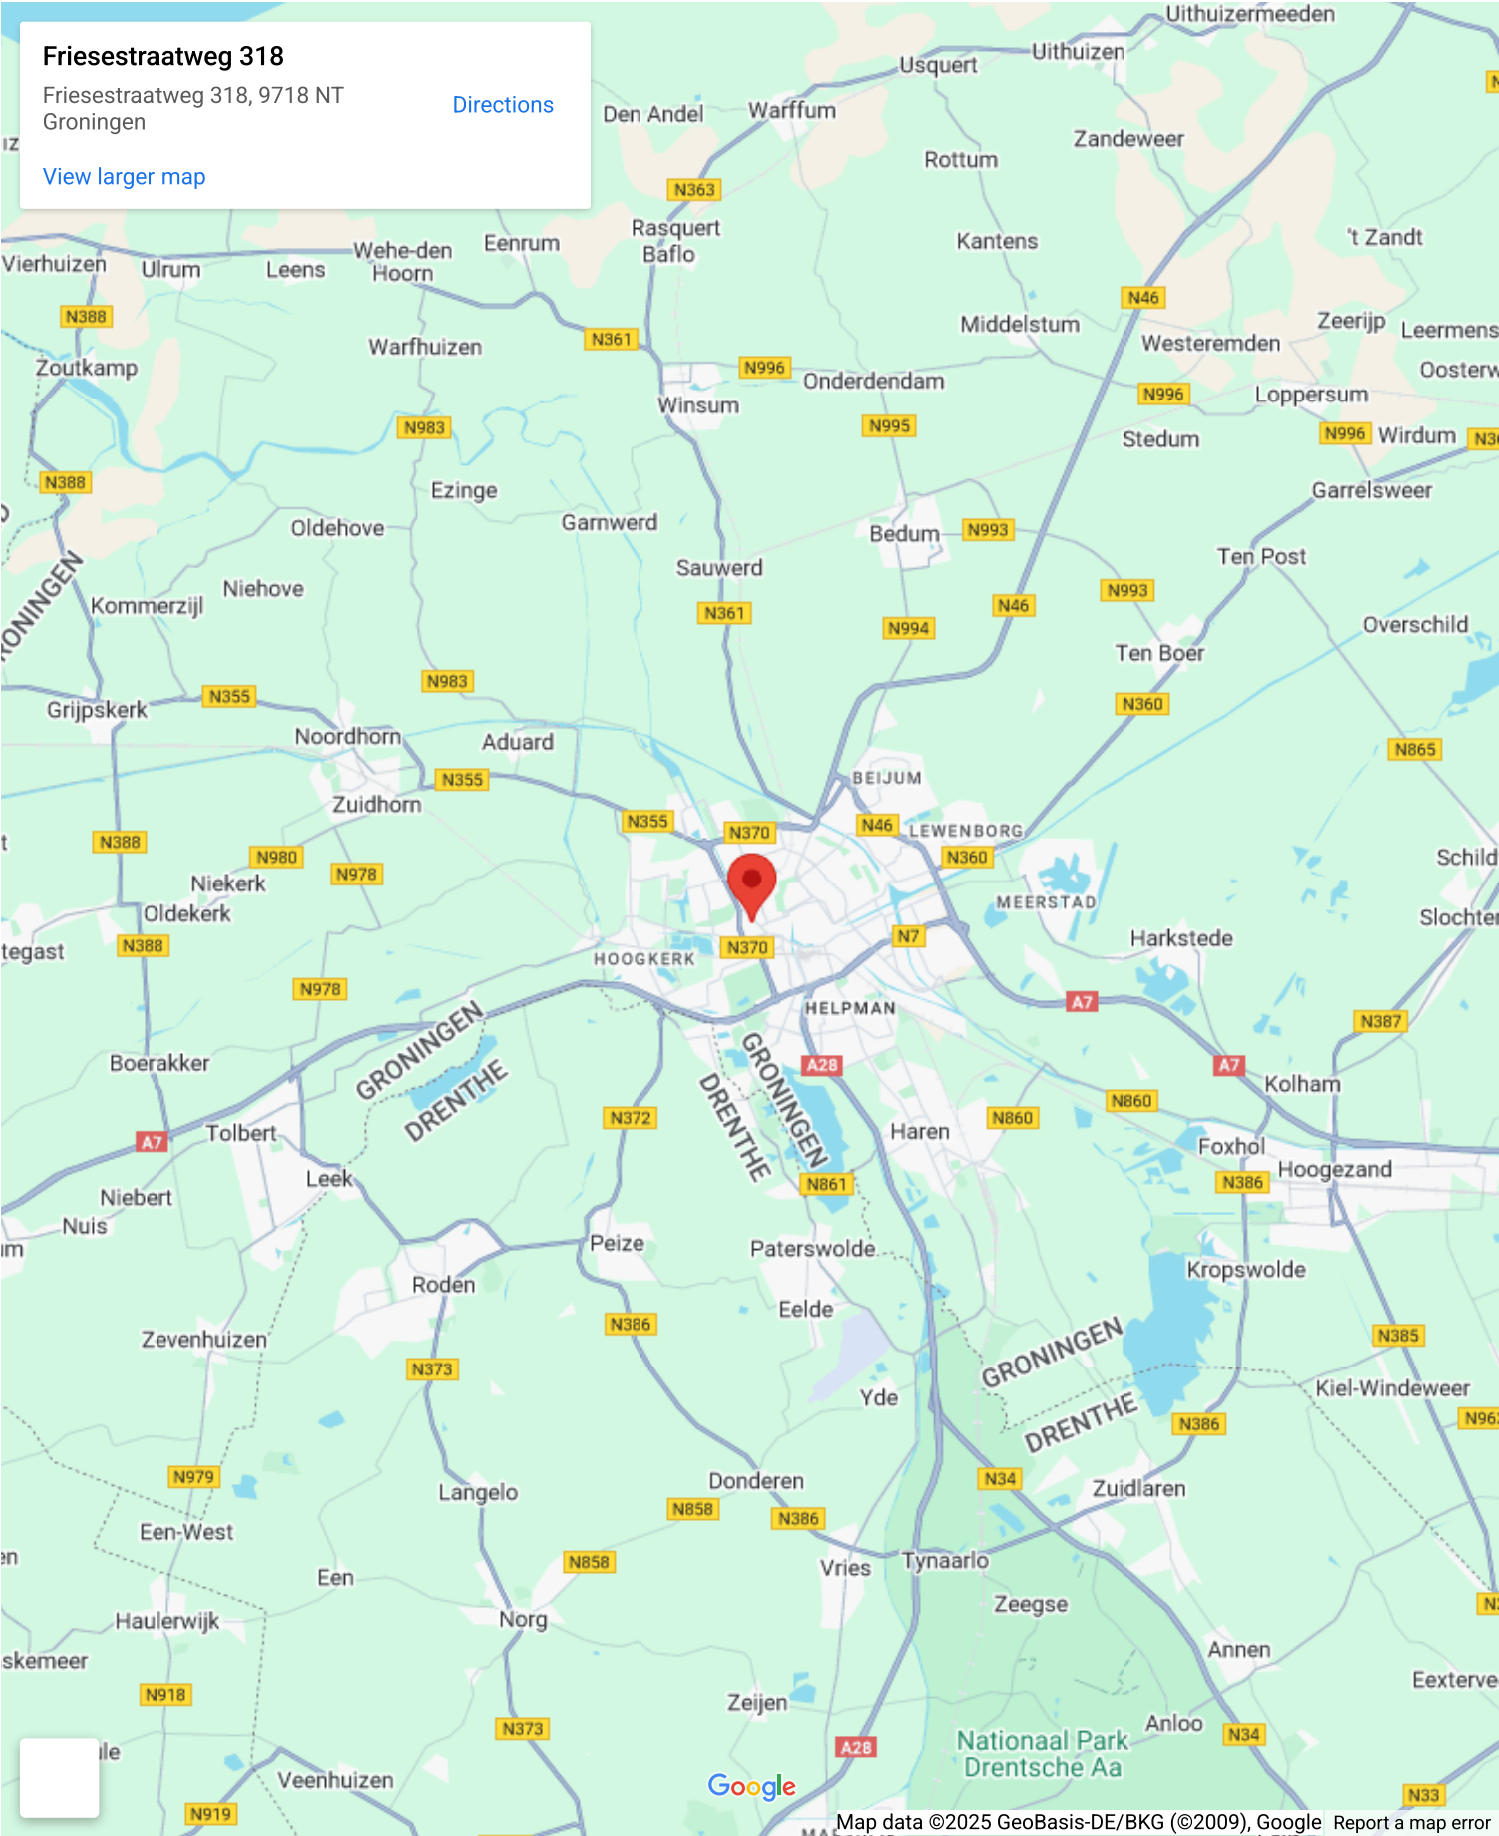 Friesestraatweg 318
Friesestraatweg 318, 9718 NT
Groningen
Directions
View larger map
Uithuizermeeden
Uithuizen
Usquert
Den Andel
Warffum
Zandeweer
Rottum
N363
Rasquert
Baflo
Kantens
't Zandt
Vierhuizen
Ulrum
Leens
Wehe-den
Hoorn
Eenrum
N46
N388
Zeerijp
Middelstum
N361
Warfhuizen
Westeremden
Zoutkamp
N996
Onderdendam
N996
Loppersum
Winsum
N983
N995
Stedum
N996
Wirdum
N388
Ezinge
Garrelsweer
Oldehove
Garnwerd
Bedum
N993
Ten Post
Sauwerd
Niehove
N993
Kommerzijl
N361
N46
N994
Overschild
Ten Boer
N983
N355
N360
Grijpskerk
Noordhorn
Aduard
N865
N355
BEIJUM
Zuidhorn
N355
N370
N46
LEWENBORG
N388
N980
N978
N360
Niekerk
Oldekerk
MEERSTAD
N388
N370
N7
Harkstede
HOOGKERK
N978
A7
HELPMAN
N387
GRONINGEN
DRENTHE
Boerakker
GRONINGEN
DRENTHE
A28
A7
Kolham
N372
N860
N860
Tolbert
A7
Haren
Foxhol
Leek
Hoogezand
N861
N386
Niebert
Nuis
Peize
Paterswolde
Roden
Kropswolde
Eelde
N386
Zevenhuizen
N385
GRONINGEN
DRENTHE
N373
Yde
Kiel-Windeweer
N386
N979
Donderen
N34
Zuidlaren
Langelo
N858
N386
Een-West
N858
Vries
Tynaarlo
Een
Zeegse
Haulerwijk
Norg
Annen
N918
Zeijen
N373
Anloo
N34
A28
Nationaal Park
Drentsche Aa
Veenhuizen
Google
N919
N33
Map data ©2025 GeoBasis-DE/BKG (©2009), Google
Report a map error